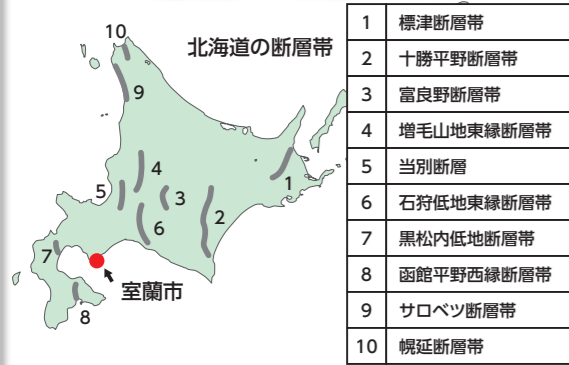 北海道の断層帯
10
9
4
5
3
1
2
6
7
室蘭市
8
1 標津断層帯
2 十勝平野断層帯
3 富良野断層帯
4 増毛山地東縁断層帯
5 当別断層
6 石狩低地東縁断層帯
7 黒松内低地断層帯
8 函館平野西縁断層帯
9 サロベツ断層帯
10 幌延断層帯